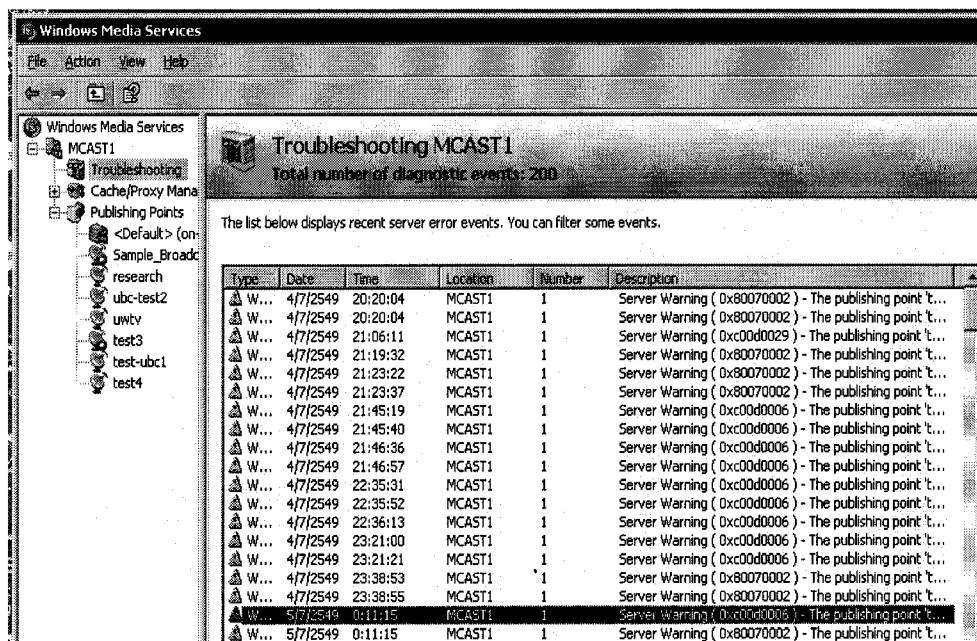 Windows Media Services
File Action View Help
Windows Media Services
MCAST1
Troubleshooting
Cache/Proxy Mana
Publishing Points
<Default> (on-
Sample_Broadc
research
ubc-test2
uwtv
test3
test-ubc1
test4
Troubleshooting MCAST1
Total number of diagnostic events: 200
The list below displays recent server error events. You can filter some events.
Type Date Time Location Number Description
W... 4/7/2549 20:20:04 MCAST1 1 Server Warning ( 0x80070002 ) - The publishing point 't...
W... 4/7/2549 20:20:04 MCAST1 1 Server Warning ( 0x80070002 ) - The publishing point 't...
W... 4/7/2549 21:06:11 MCAST1 1 Server Warning ( 0xc00d0029 ) - The publishing point 't...
W... 4/7/2549 21:19:32 MCAST1 1 Server Warning ( 0x80070002 ) - The publishing point 't...
W... 4/7/2549 21:23:22 MCAST1 1 Server Warning ( 0x80070002 ) - The publishing point 't...
W... 4/7/2549 21:23:37 MCAST1 1 Server Warning ( 0x80070002 ) - The publishing point 't...
W... 4/7/2549 21:45:19 MCAST1 1 Server Warning ( 0xc00d0006 ) - The publishing point 't...
W... 4/7/2549 21:45:40 MCAST1 1 Server Warning ( 0xc00d0006 ) - The publishing point 't...
W... 4/7/2549 21:46:36 MCAST1 1 Server Warning ( 0xc00d0006 ) - The publishing point 't...
W... 4/7/2549 21:46:57 MCAST1 1 Server Warning ( 0xc00d0006 ) - The publishing point 't...
W... 4/7/2549 22:35:31 MCAST1 1 Server Warning ( 0xc00d0006 ) - The publishing point 't...
W... 4/7/2549 22:35:52 MCAST1 1 Server Warning ( 0xc00d0006 ) - The publishing point 't...
W... 4/7/2549 22:36:13 MCAST1 1 Server Warning ( 0xc00d0006 ) - The publishing point 't...
W... 4/7/2549 23:21:00 MCAST1 1 Server Warning ( 0xc00d0006 ) - The publishing point 't...
W... 4/7/2549 23:21:21 MCAST1 1 Server Warning ( 0xc00d0006 ) - The publishing point 't...
W... 4/7/2549 23:38:53 MCAST1 1 Server Warning ( 0x80070002 ) - The publishing point 't...
W... 4/7/2549 23:38:55 MCAST1 1 Server Warning ( 0x80070002 ) - The publishing point 't...
W... 5/7/2549 0:11:15 MCAST1 1 Server Warning ( 0xc00d0006 ) - The publishing point 't...
W... 5/7/2549 0:11:15 MCAST1 1 Server Warning ( 0x80070002 ) - The publishing point 't...